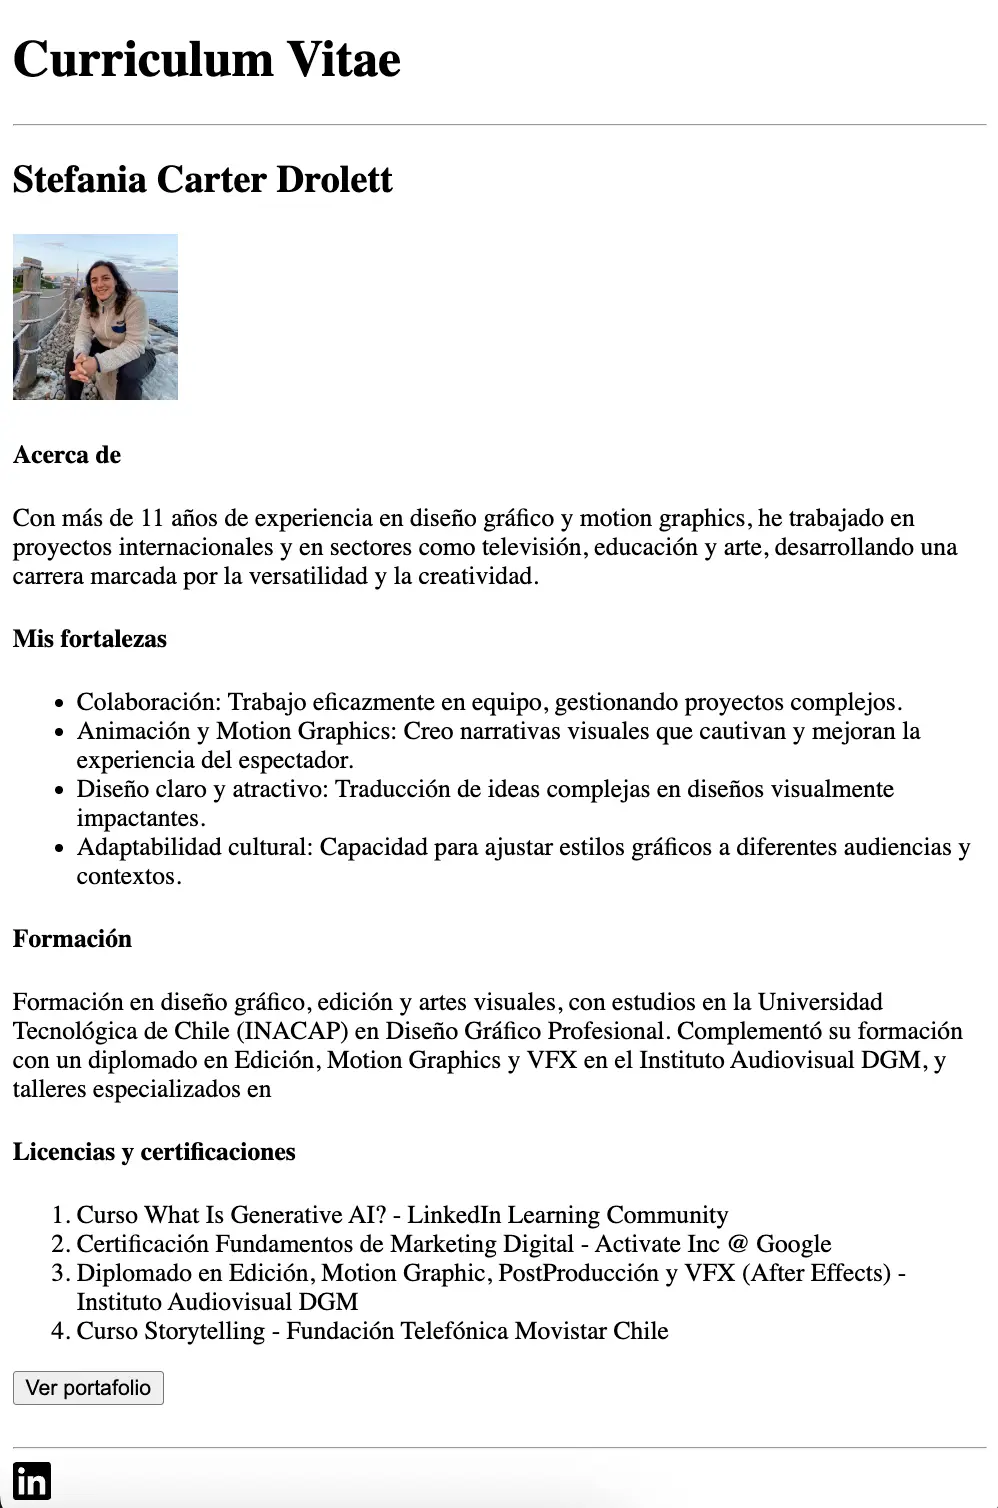 Curriculum Vitae
Stefania Carter Drolett
Acerca de
Con más de 11 años de experiencia en diseño gráfico y motion graphics, he trabajado en
proyectos internacionales y en sectores como televisión, educación y arte, desarrollando una
carrera marcada por la versatilidad y la creatividad.
Mis fortalezas
• Colaboración: Trabajo eficazmente en equipo, gestionando proyectos complejos.
• Animación y Motion Graphics: Creo narrativas visuales que cautivan y mejoran la
experiencia del espectador.
• Diseño claro y atractivo: Traducción de ideas complejas en diseños visualmente
impactantes.
• Adaptabilidad cultural: Capacidad para ajustar estilos gráficos a diferentes audiencias y
contextos.
Formación
Formación en diseño gráfico, edición y artes visuales, con estudios en la Universidad
Tecnológica de Chile (INACAP) en Diseño Gráfico Profesional. Complementó su formación
con un diplomado en Edición, Motion Graphics y VFX en el Instituto Audiovisual DGM, y
talleres especializados en
Licencias y certificaciones
1. Curso What Is Generative AI? - LinkedIn Learning Community
2. Certificación Fundamentos de Marketing Digital - Activate Inc @ Google
3. Diplomado en Edición, Motion Graphic, PostProducción y VFX (After Effects) -
Instituto Audiovisual DGM
4. Curso Storytelling - Fundación Telefónica Movistar Chile
Ver portafolio
in